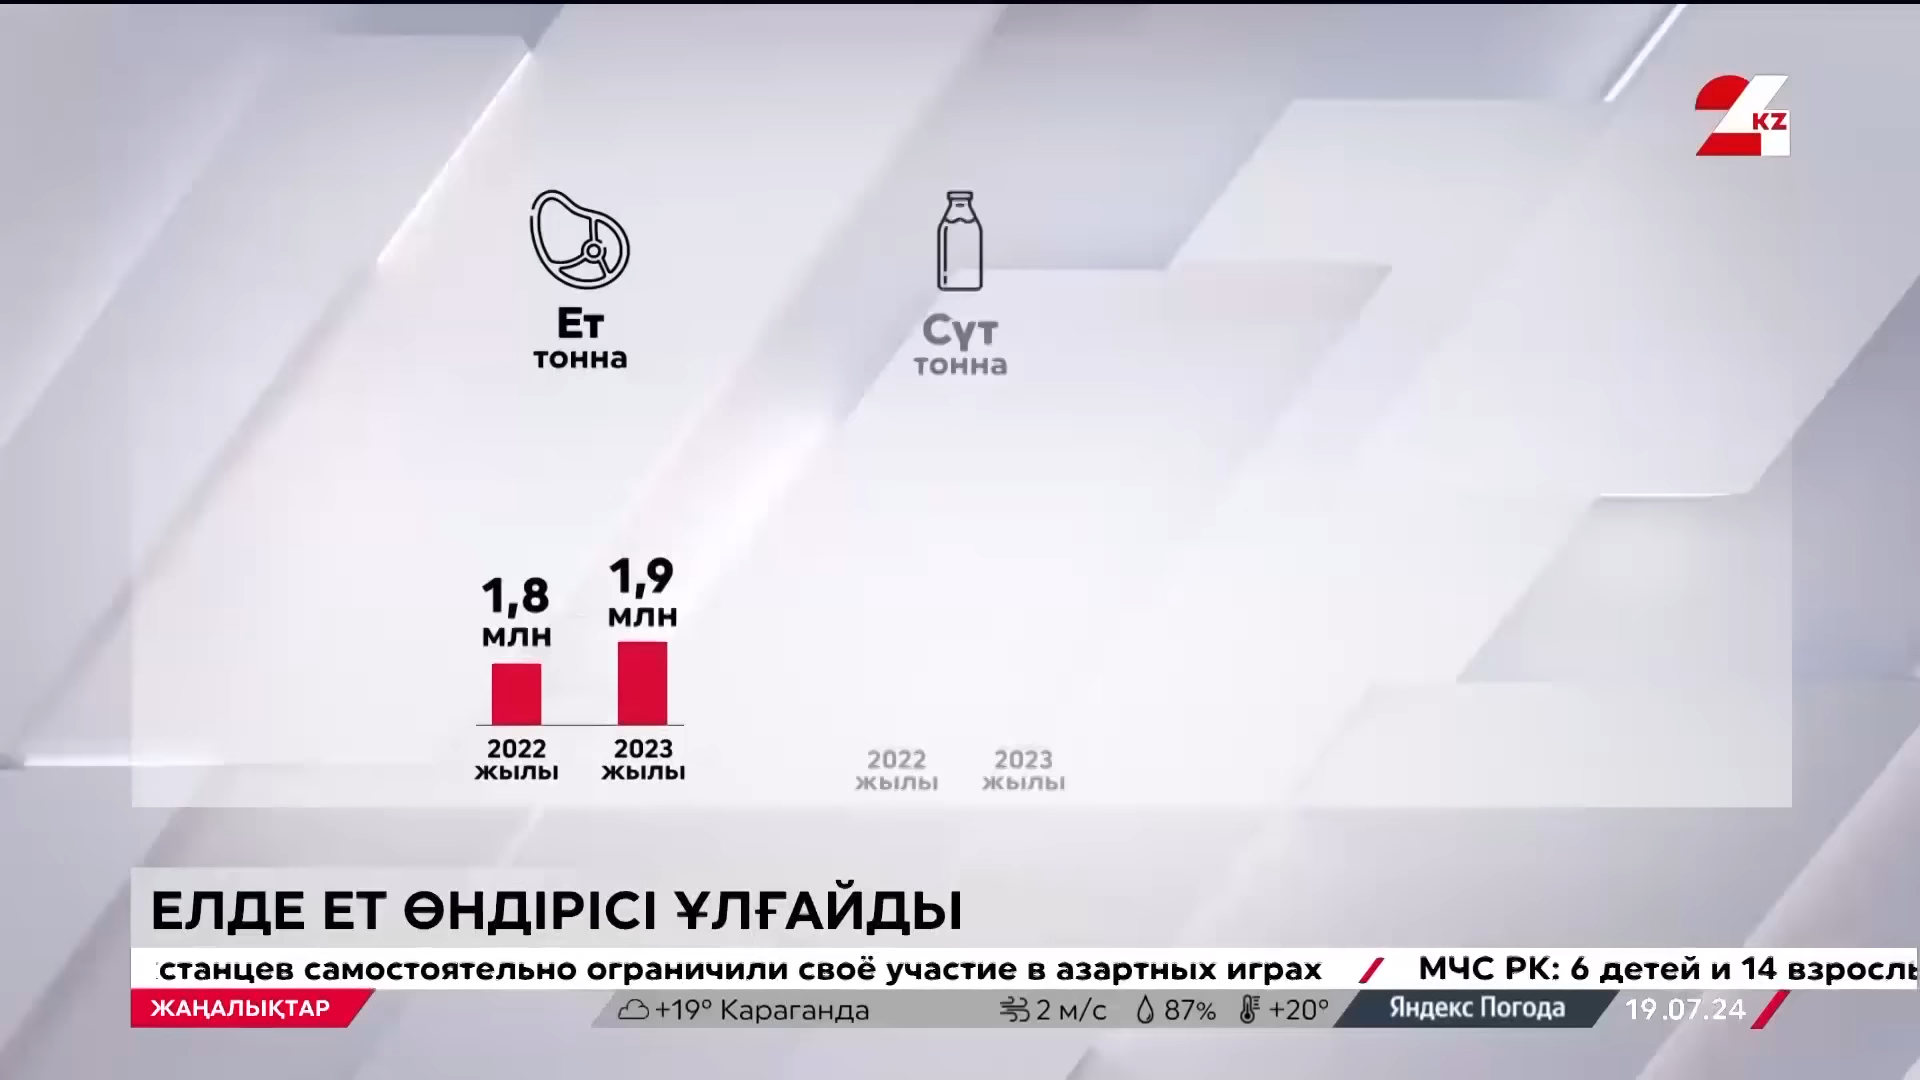 24 KZ
Ет
тонна
Сүт
тонна
1,8
млн
1,9
млн
2022
жылы
2023
жылы
2022
жылы
2023
жылы
ЕЛДЕ ЕТ ӨНДІРІСІ ҰЛҒАЙДЫ
станцев самостоятельно ограничили своё участие в азартных играх / МЧС РК: 6 детей и 14 взрослы
ЖАҢАЛЫҚТАР +19° Караганда 2 м/с 87% +20° Яндекс Погода 19.07.24